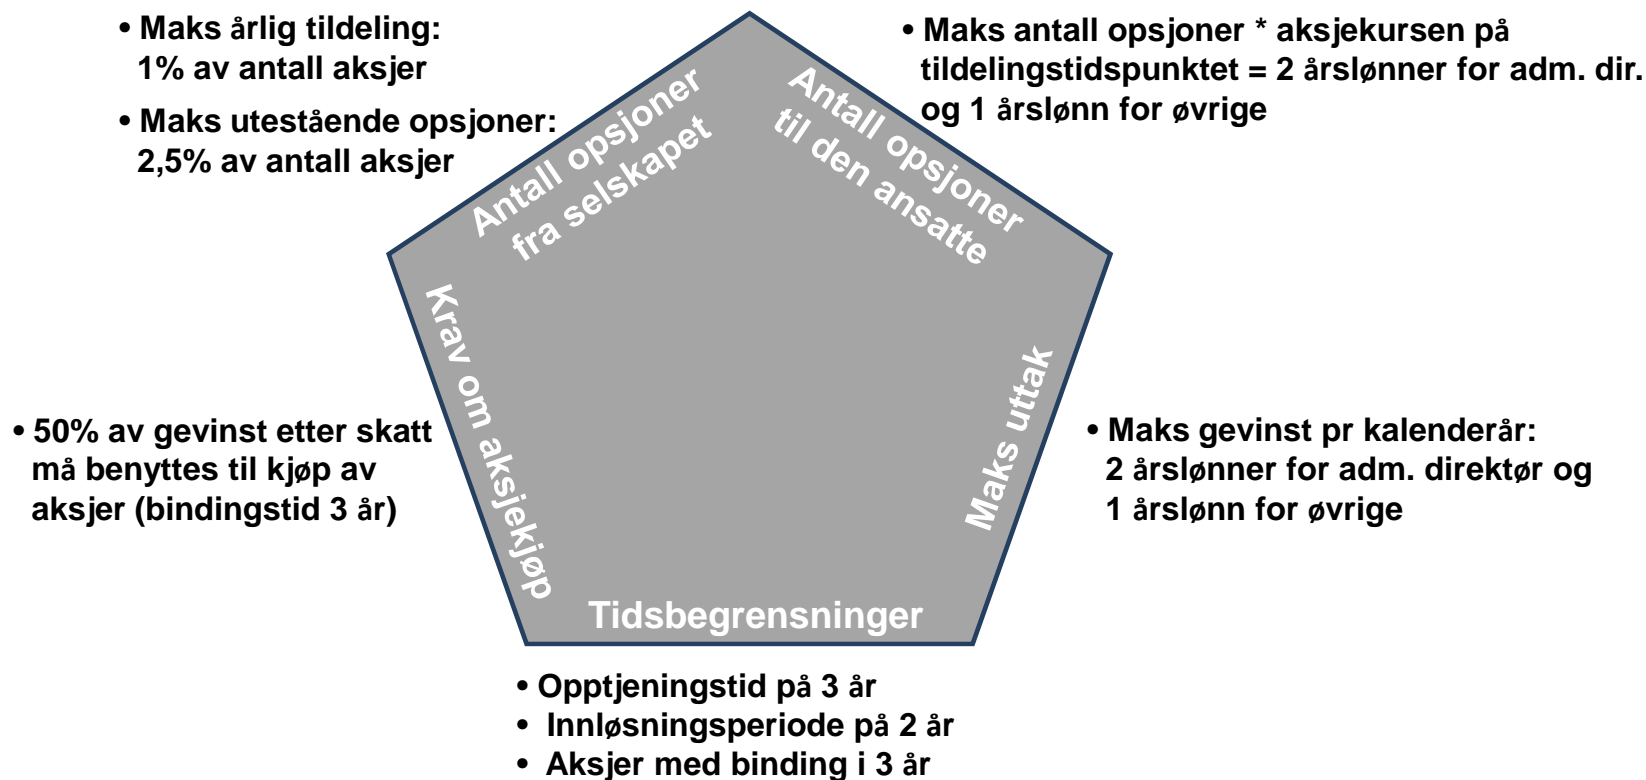 • Maks årlig tildeling:
1% av antall aksjer
• Maks utestående opsjoner:
2,5% av antall aksjer
• Maks antall opsjoner * aksjekursen på
tildelingstidspunktet = 2 årslønner for adm. dir.
og 1 årslønn for øvrige
Antall opsjoner
fra selskapet
Antall opsjoner
til den ansatte
Krav om aksjekjøp
Maks uttak
• 50% av gevinst etter skatt
må benyttes til kjøp av
aksjer (bindingstid 3 år)
• Maks gevinst pr kalenderår:
2 årslønner for adm. direktør og
1 årslønn for øvrige
Tidsbegrensninger
• Opptjeningstid på 3 år
• Innløsningsperiode på 2 år
• Aksjer med binding i 3 år